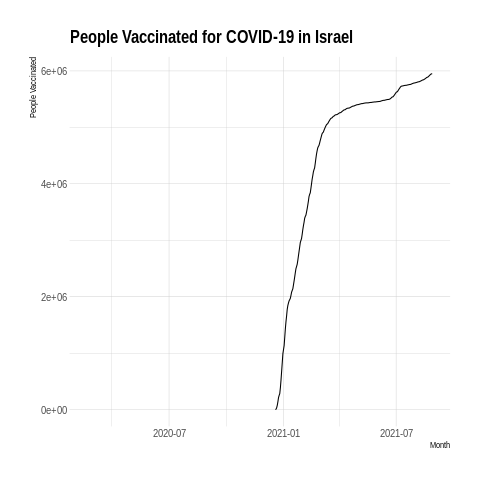 People Vaccinated for COVID-19 in Israel
People Vaccinated
6e+06
4e+06
2e+06
0e+00
2020-07
2021-01
2021-07
Month